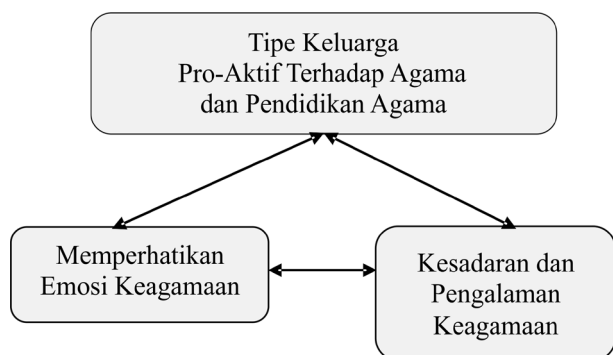 Tipe Keluarga
Pro-Aktif Terhadap Agama
dan Pendidikan Agama
Memperhatikan
Emosi Keagamaan
Kesadaran dan
Pengalaman
Keagamaan